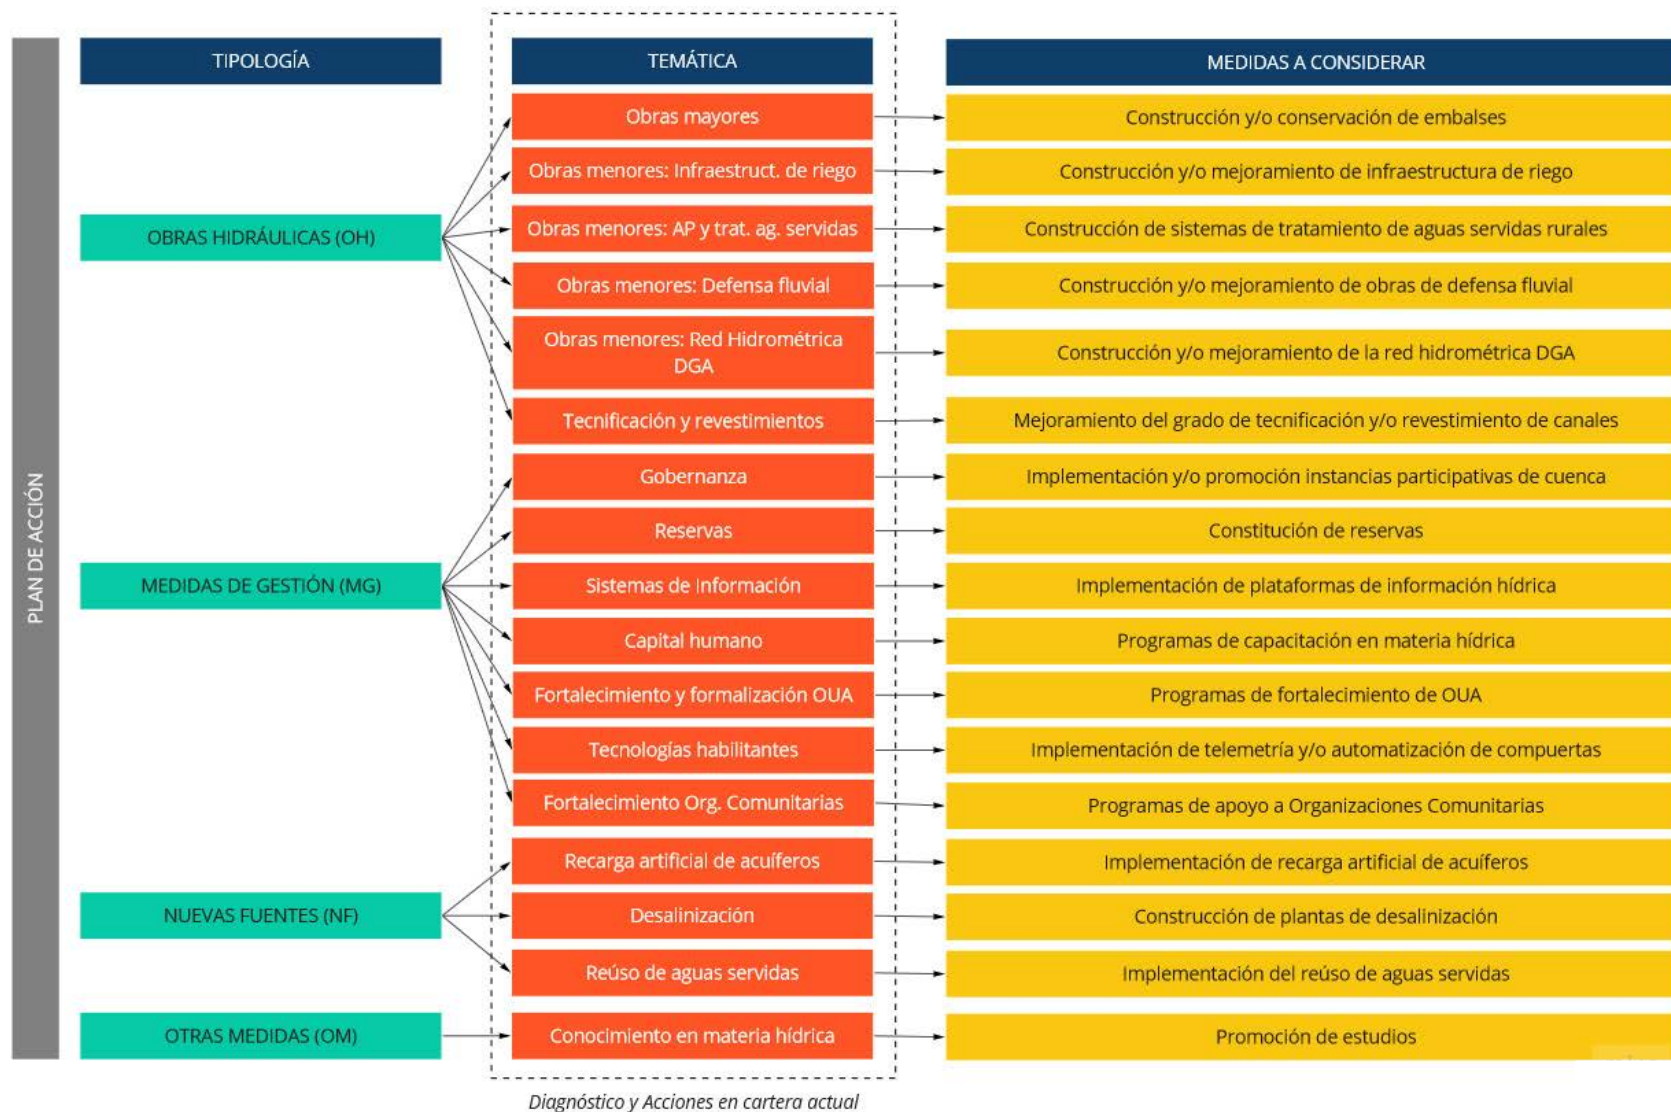 PLAN DE ACCIÓN
TIPOLOGÍA
TEMÁTICA
MEDIDAS A CONSIDERAR
OBRAS HIDRÁULICAS (OH)
Obras mayores
Construcción y/o conservación de embalses
Obras menores: Infraestruct. de riego
Construcción y/o mejoramiento de infraestructura de riego
Obras menores: AP y trat. ag. servidas
Construcción de sistemas de tratamiento de aguas servidas rurales
Obras menores: Defensa fluvial
Construcción y/o mejoramiento de obras de defensa fluvial
Obras menores: Red Hidrométrica
DGA
Construcción y/o mejoramiento de la red hidrométrica DGA
Tecnificación y revestimientos
Mejoramiento del grado de tecnificación y/o revestimiento de canales
MEDIDAS DE GESTIÓN (MG)
Gobernanza
Implementación y/o promoción instancias participativas de cuenca
Reservas
Constitución de reservas
Sistemas de información
Implementación de plataformas de información hídrica
Capital humano
Programas de capacitación en materia hídrica
Fortalecimiento y formalización OUA
Programas de fortalecimiento de OUA
Tecnologías habilitantes
Implementación de telemetría y/o automatización de compuertas
Fortalecimiento Org. Comunitarias
Programas de apoyo a Organizaciones Comunitarias
NUEVAS FUENTES (NF)
Recarga artificial de acuíferos
Implementación de recarga artificial de acuíferos
Desalinización
Construcción de plantas de desalinización
Reúso de aguas servidas
Implementación del reúso de aguas servidas
OTRAS MEDIDAS (OM)
Conocimiento en materia hídrica
Promoción de estudios
Diagnóstico y Acciones en cartera actual